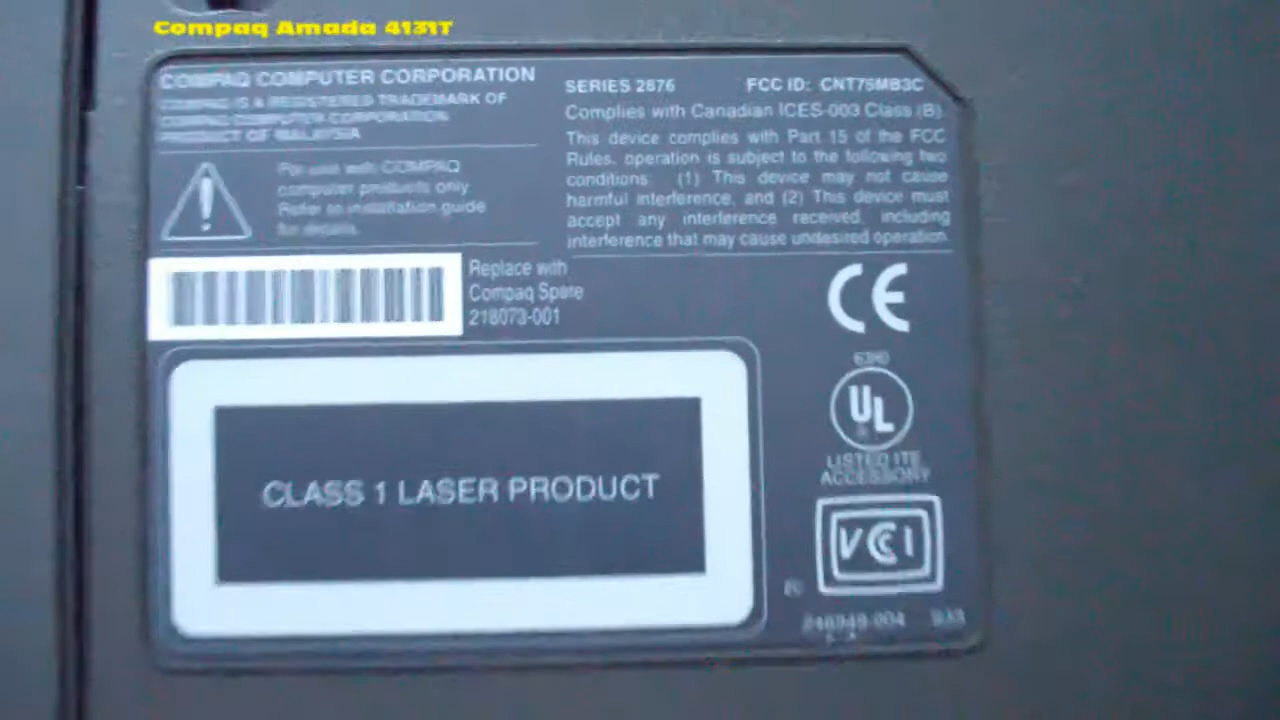 Compaq Amada 4131T
COMPAQ COMPUTER CORPORATION
COMPAQ IS A REGISTERED TRADEMARK OF
COMPAQ COMPUTER CORPORATION
PRODUCT OF MALAYSIA
For use with COMPAQ
computer products only
Refer to installation guide
for details.
SERIES 2876 FCC ID: CNT75MB3C
Complies with Canadian ICES-003 Class (B).
This device complies with Part 15 of the FCC
Rules, operation is subject to the following two
conditions: (1) This device may not cause
harmful interference, and (2) This device must
accept any interference received, including
interference that may cause undesired operation.
Replace with
Compaq Spare
218073-001
CE
UL
LISTED ITE
ACCESSORY
VCCI
CLASS 1 LASER PRODUCT